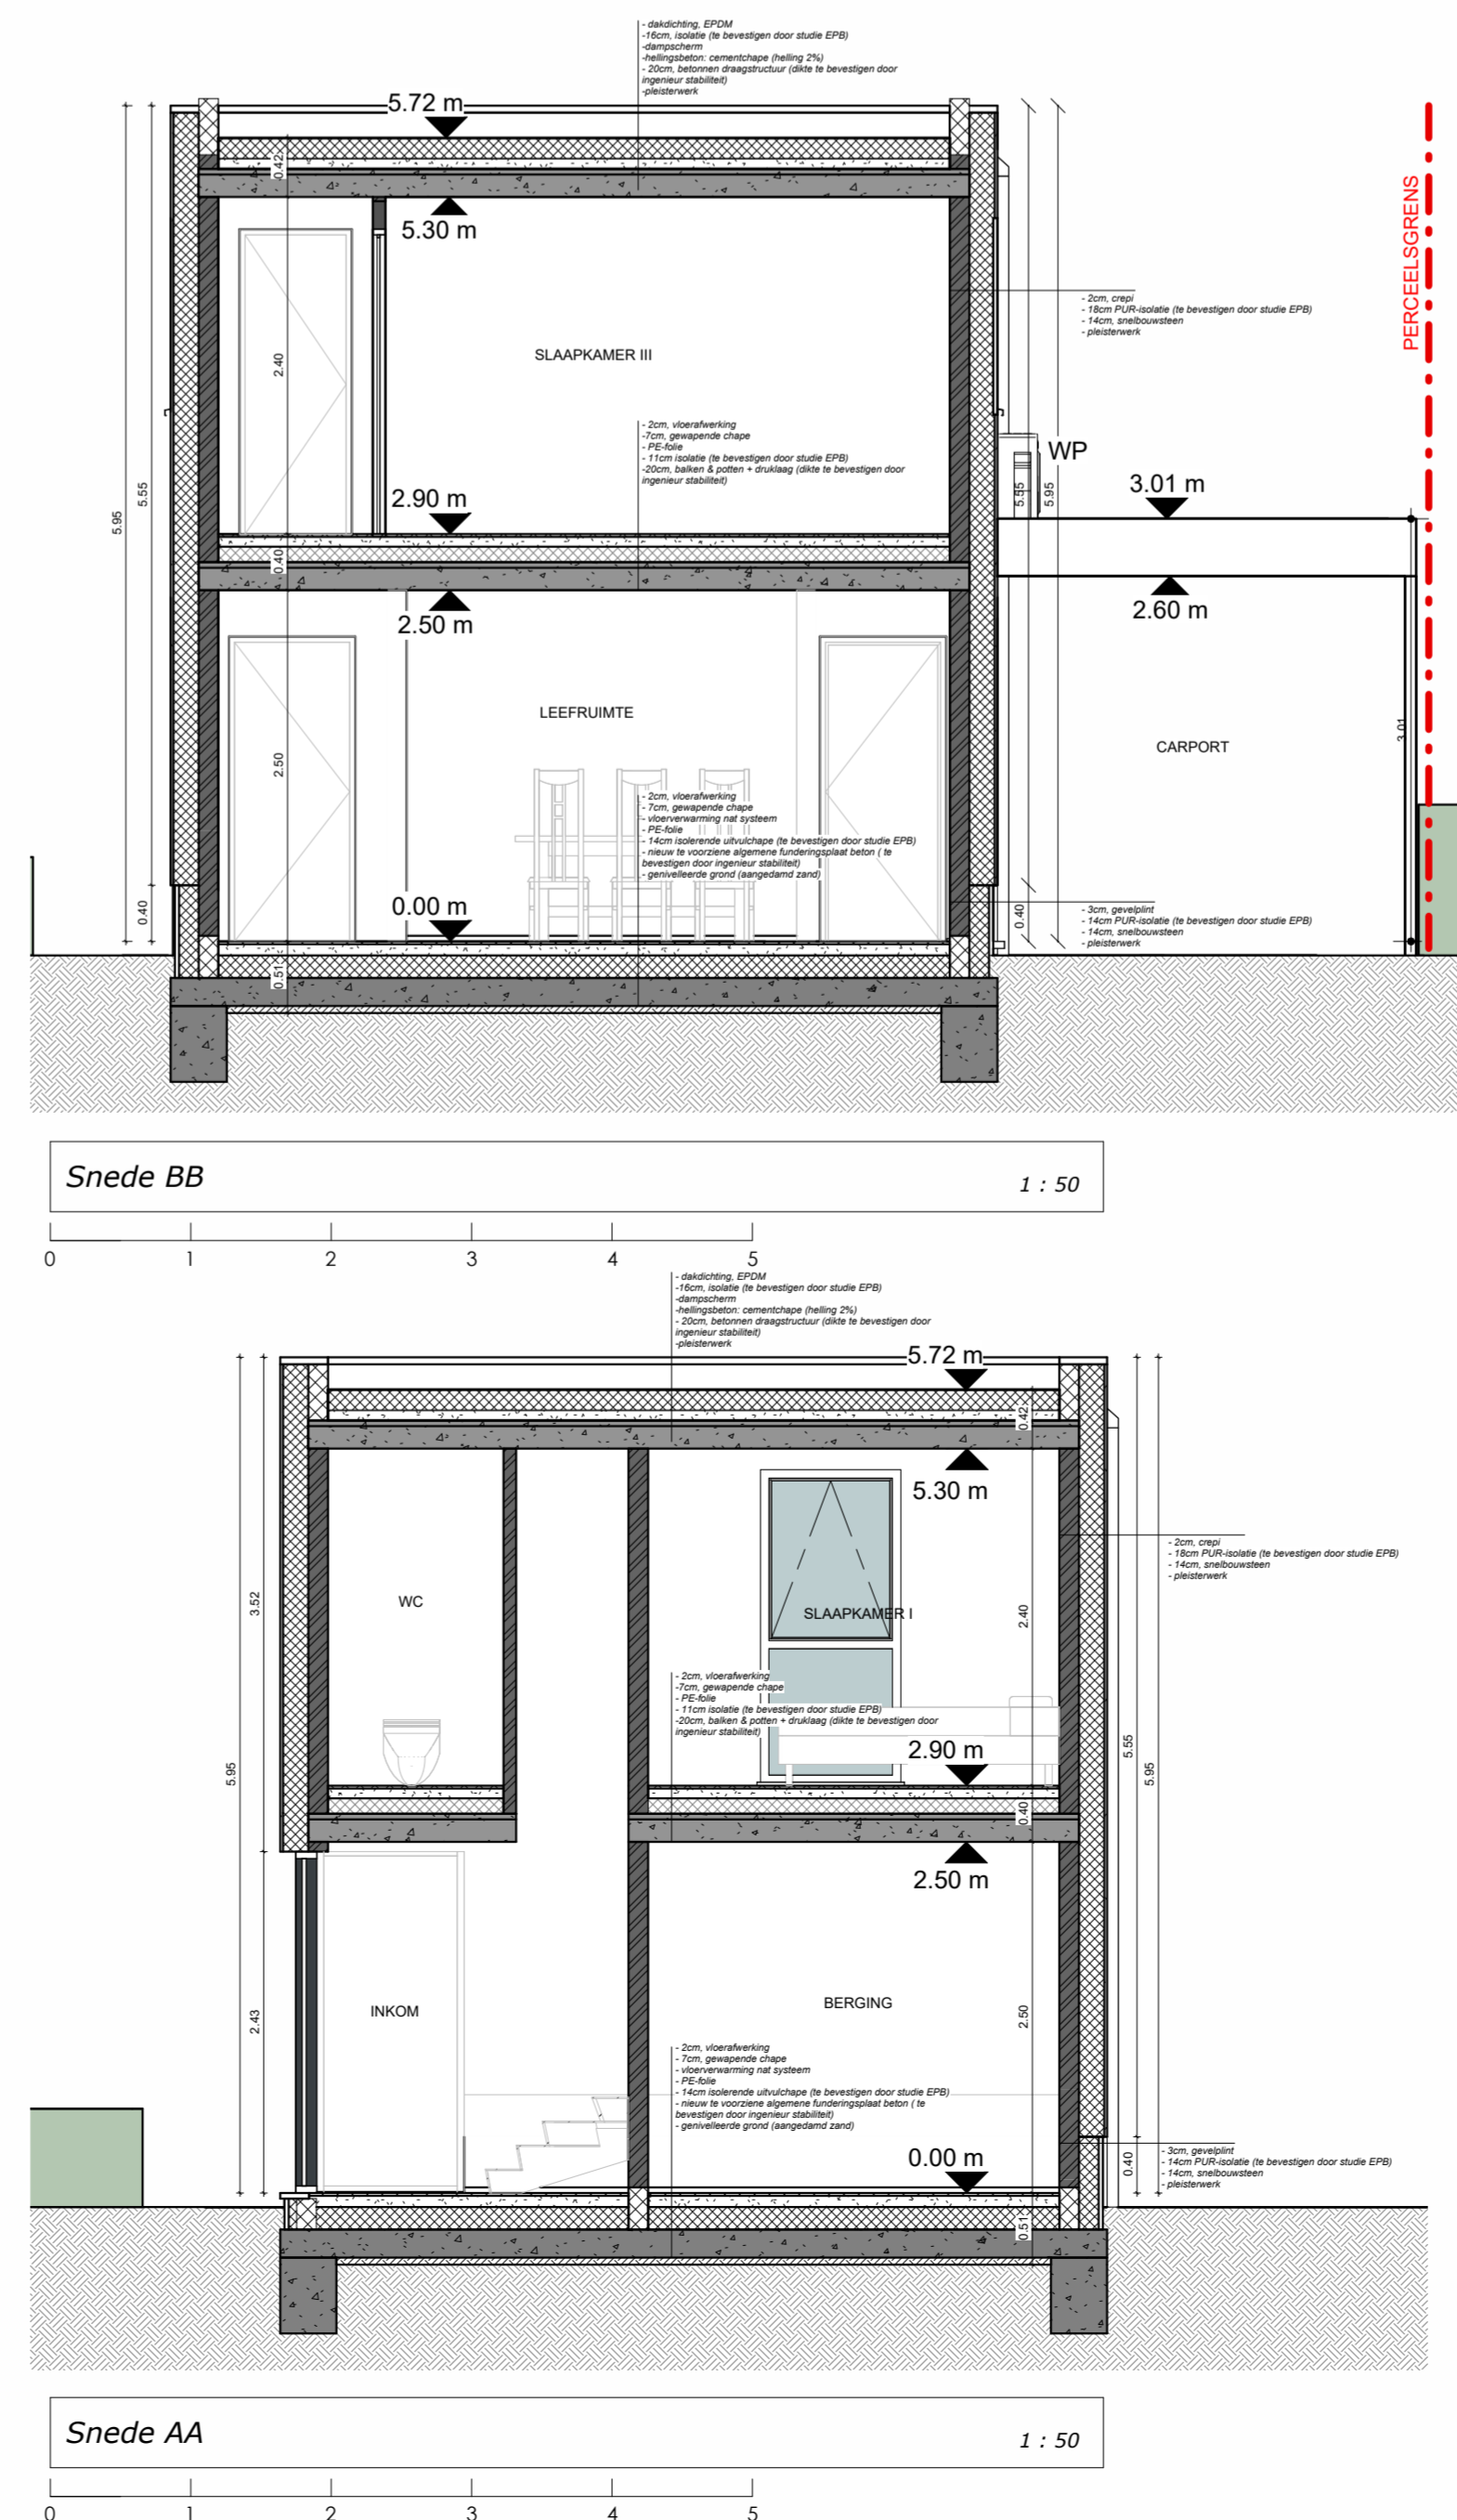 - dakdichting, EPDM
-16cm, isolatie (te bevestigen door studie EPB)
-dampscherm
-hellingsbeton: cementchape (helling 2%)
- 20cm, betonnen draagstructuur (dikte te bevestigen door
ingenieur stabiliteit)
-pleisterwerk
5.72 m
0.42
5.30 m
PERCEELSGRENS
- 2cm, crepi
- 18cm PUR-isolatie (te bevestigen door studie EPB)
- 14cm, snelbouwsteen
- pleisterwerk
SLAAPKAMER III
2.40
- 2cm, vloerafwerking
-7cm, gewapende chape
- PE-folie
- 11cm isolatie (te bevestigen door studie EPB)
-20cm, balken & potten + druklaag (dikte te bevestigen door
ingenieur stabiliteit)
WP
5.95
5.55
2.90 m
5.55
5.95
3.01 m
0.40
2.50 m
2.60 m
LEEFRUIMTE
3.01
CARPORT
2.50
- 2cm, vloerafwerking
- 7cm, gewapende chape
- vloerverwarming nat systeem
- PE-folie
- 14cm isolerende uitvulchape (te bevestigen door studie EPB)
- nieuw te voorziene algemene funderingsplaat beton ( te
bevestigen door ingenieur stabiliteit)
- genivelleerde grond (aangedamd zand)
0.40
0.00 m
0.40
- 3cm, gevelplint
- 14cm PUR-isolatie (te bevestigen door studie EPB)
- 14cm, snelbouwsteen
- pleisterwerk
0.51
Snede BB
1 : 50
0 1 2 3 4 5
- dakdichting, EPDM
-16cm, isolatie (te bevestigen door studie EPB)
-dampscherm
-hellingsbeton: cementchape (helling 2%)
- 20cm, betonnen draagstructuur (dikte te bevestigen door
ingenieur stabiliteit)
-pleisterwerk
5.72 m
0.42
5.30 m
- 2cm, crepi
- 18cm PUR-isolatie (te bevestigen door studie EPB)
- 14cm, snelbouwsteen
- pleisterwerk
3.52
WC
SLAAPKAMER I
2.40
- 2cm, vloerafwerking
-7cm, gewapende chape
- PE-folie
- 11cm isolatie (te bevestigen door studie EPB)
-20cm, balken & potten + druklaag (dikte te bevestigen door
ingenieur stabiliteit)
2.90 m
5.95
5.55
5.95
0.40
2.50 m
BERGING
INKOM
2.43
2.50
- 2cm, vloerafwerking
- 7cm, gewapende chape
- vloerverwarming nat systeem
- PE-folie
- 14cm isolerende uitvulchape (te bevestigen door studie EPB)
- nieuw te voorziene algemene funderingsplaat beton ( te
bevestigen door ingenieur stabiliteit)
- genivelleerde grond (aangedamd zand)
0.00 m
0.40
- 3cm, gevelplint
- 14cm PUR-isolatie (te bevestigen door studie EPB)
- 14cm, snelbouwsteen
- pleisterwerk
0.51
Snede AA
1 : 50
0 1 2 3 4 5